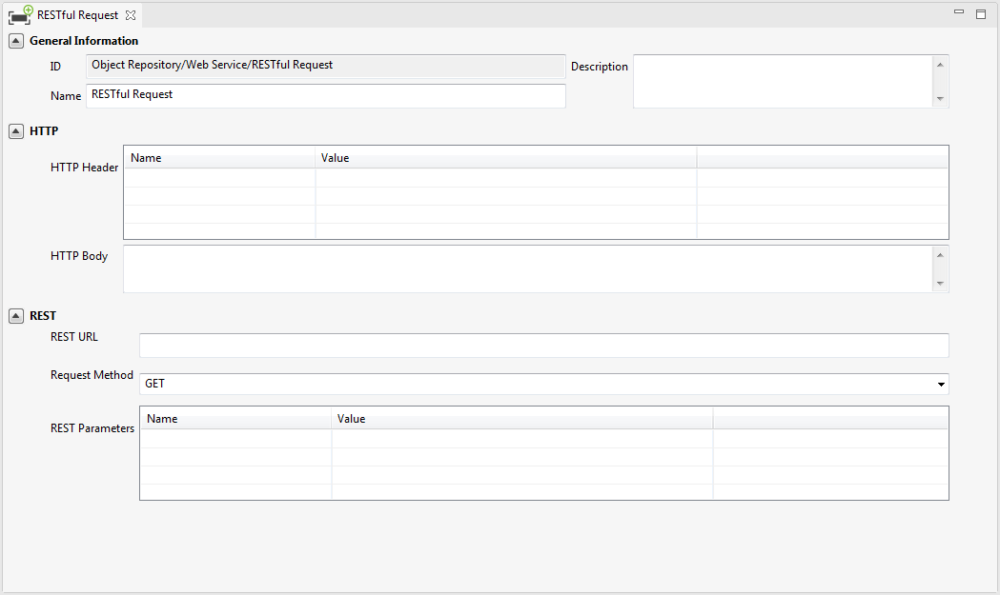 RESTful Request
General Information
ID Object Repository/Web Service/RESTful Request Description
Name RESTful Request
HTTP
HTTP Header Name Value
HTTP Body
REST
REST URL
Request Method GET
REST Parameters Name Value